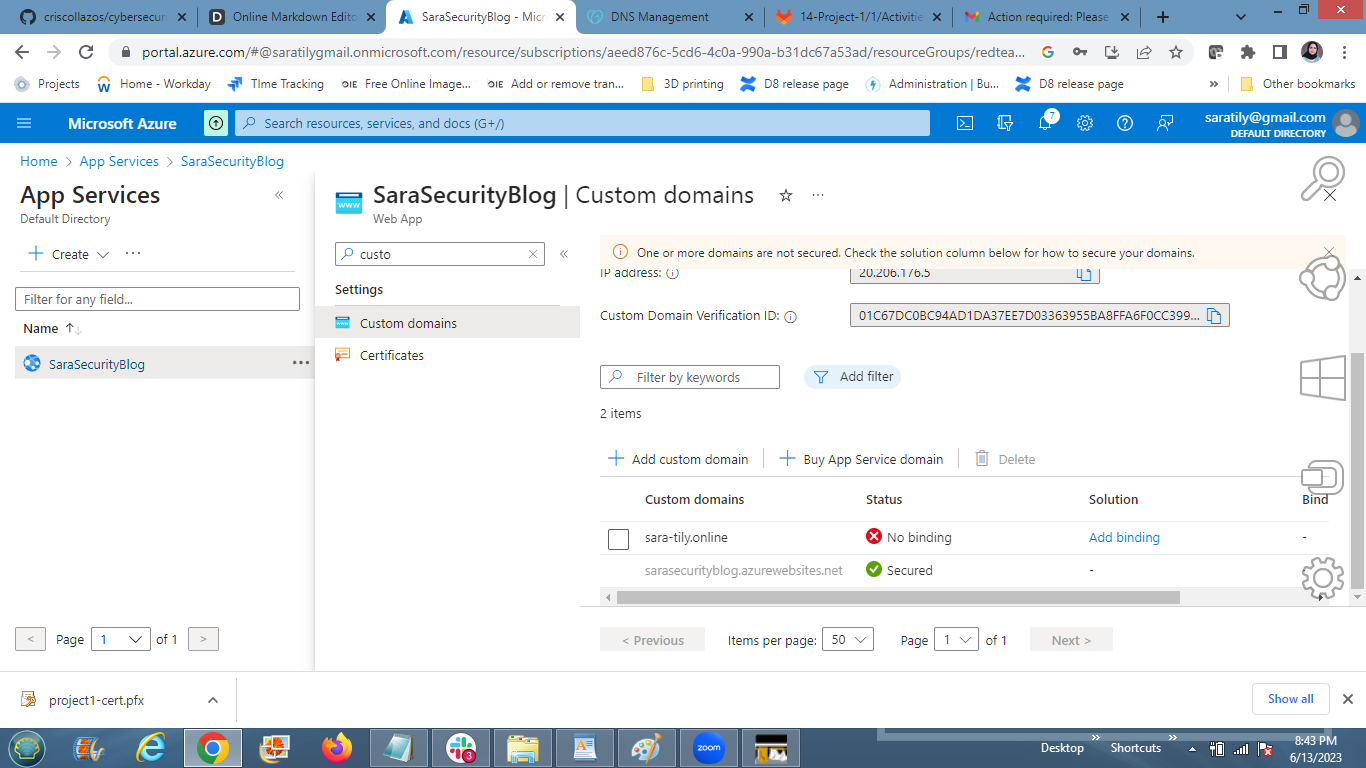 criscollazos/cybersecuri
Online Markdown Edito
SaraSecurityBlog - Micr
DNS Management
14-Project-1/1/Activitie
Action required: Please
portal.azure.com/#@saratilygmail.onmicrosoft.com/resource/subscriptions/aeed876c-5cd6-4c0a-990a-b31dc67a53ad/resourceGroups/redtea...
Projects
Home - Workday
TIme Tracking
Free Online Image...
Add or remove tran...
3D printing
D8 release page
Administration | Bu...
D8 release page
Other bookmarks
Microsoft Azure
Search resources, services, and docs (G+/)
7
saratily@gmail.com
DEFAULT DIRECTORY
Home > App Services > SaraSecurityBlog
App Services
Default Directory
Create
Filter for any field...
Name
SaraSecurityBlog
Page 1 of 1
SaraSecurityBlog | Custom domains
Web App
custo
Settings
Custom domains
Certificates
One or more domains are not secured. Check the solution column below for how to secure your domains.
IP address:
20.206.176.5
Custom Domain Verification ID:
01C67DC0BC94AD1DA37EE7D03363955BA8FFA6F0CC399...
Filter by keywords
Add filter
2 items
Add custom domain
Buy App Service domain
Delete
Custom domains Status Solution Bind
sara-tily.online No binding Add binding -
sarasecurityblog.azurewebsites.net Secured -
< Previous
Items per page: 50
Page 1 of 1
Next >
project1-cert.pfx
Show all
3
zoom
Desktop
Shortcuts
8:43 PM
6/13/2023